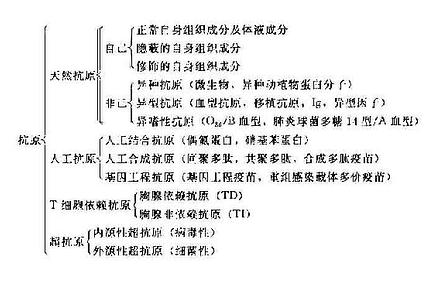 抗原
天然抗原
自己
正常自身组织成分及体液成分
隐蔽的自身组织成分
修饰的自身组织成分
非己
异种抗原（微生物、异种动植物蛋白分子）
异型抗原（血型抗原，移植抗原，Ig，异型因子）
异嗜性抗原（O₈₆/B血型，肺炎球菌多糖14型/A血型）
人工抗原
人工结合抗原（偶氮蛋白，硝基苯蛋白）
人工合成抗原（同聚多肽，共聚多肽，合成多肽疫苗）
基因工程抗原（基因工程疫苗，重组感染载体多价疫苗）
T细胞依赖抗原
胸腺依赖抗原（TD）
胸腺非依赖抗原（TI）
超抗原
内源性超抗原（病毒性）
外源性超抗原（细菌性）